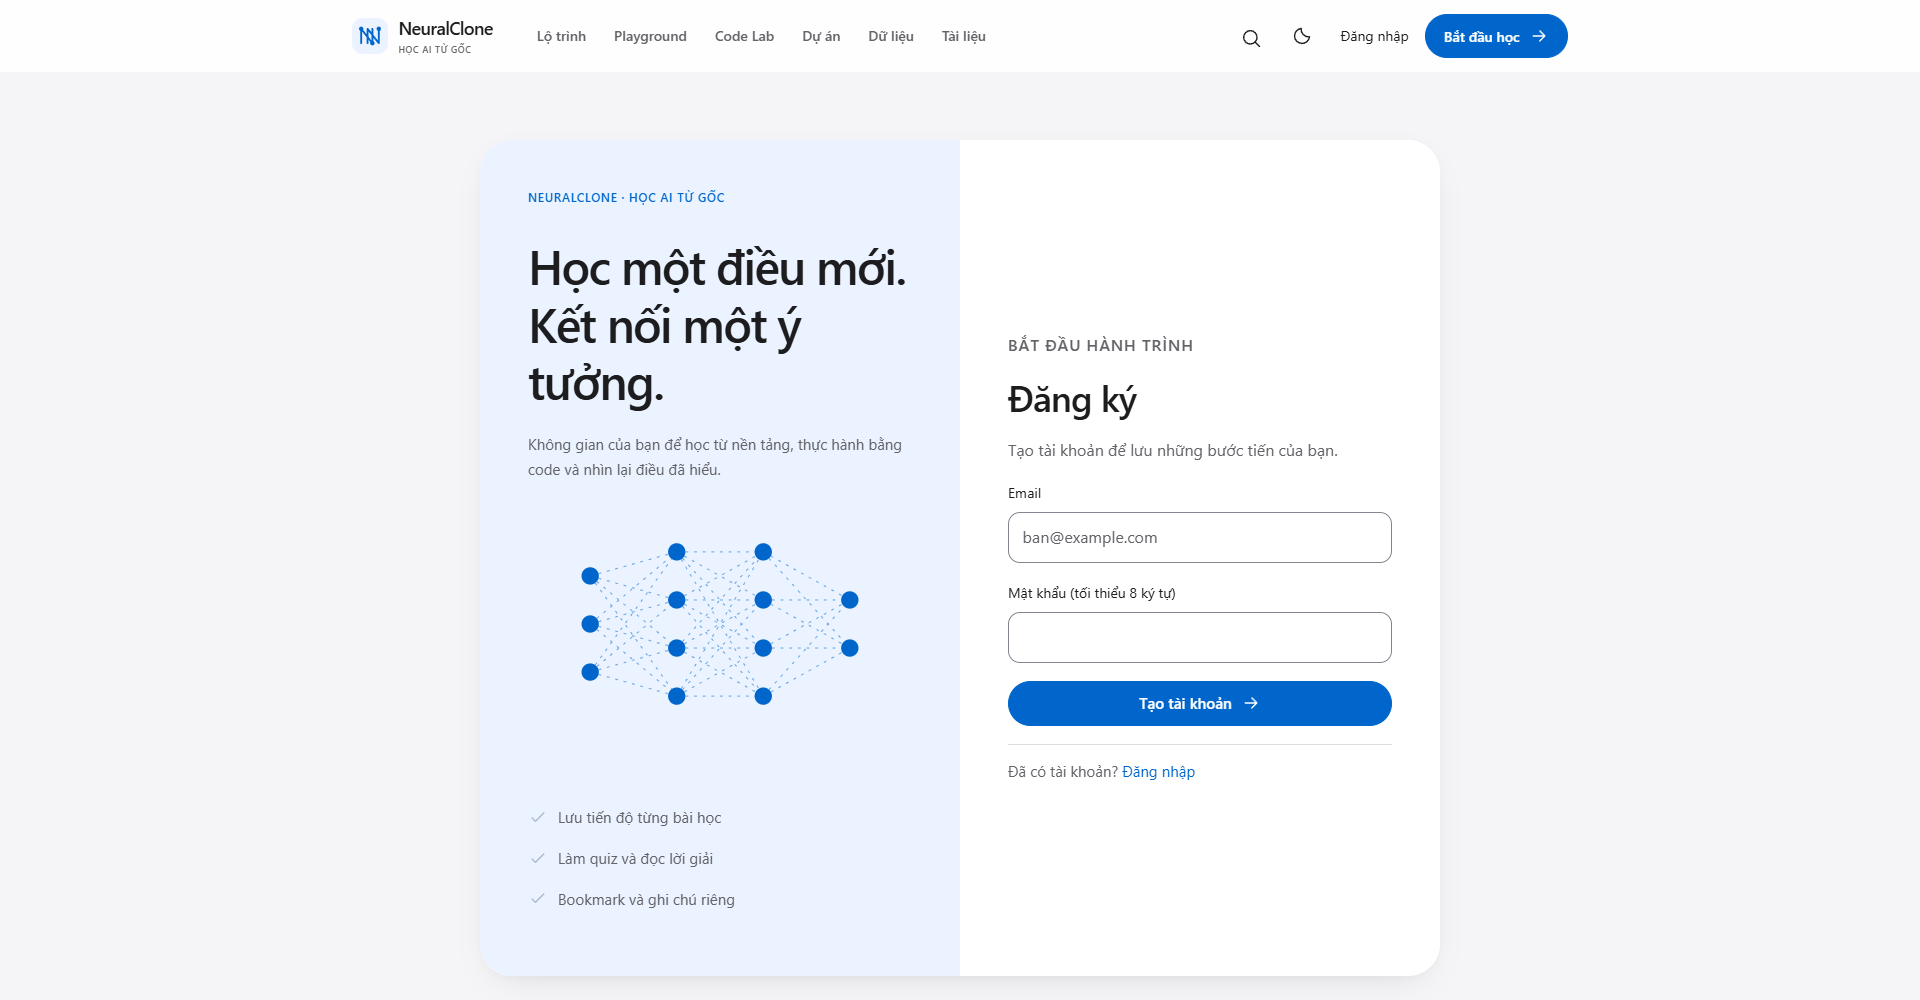 NeuralClone
HỌC AI TỪ GỐC
Lộ trình
Playground
Code Lab
Dự án
Dữ liệu
Tài liệu
Đăng nhập
Bắt đầu học
NEURALCLONE · HỌC AI TỪ GỐC
Học một điều mới.
Kết nối một ý
tưởng.
Không gian của bạn để học từ nền tảng, thực hành bằng
code và nhìn lại điều đã hiểu.
Lưu tiến độ từng bài học
Làm quiz và đọc lời giải
Bookmark và ghi chú riêng
BẮT ĐẦU HÀNH TRÌNH
Đăng ký
Tạo tài khoản để lưu những bước tiến của bạn.
Email
ban@example.com
Mật khẩu (tối thiểu 8 ký tự)
Tạo tài khoản
Đã có tài khoản? Đăng nhập